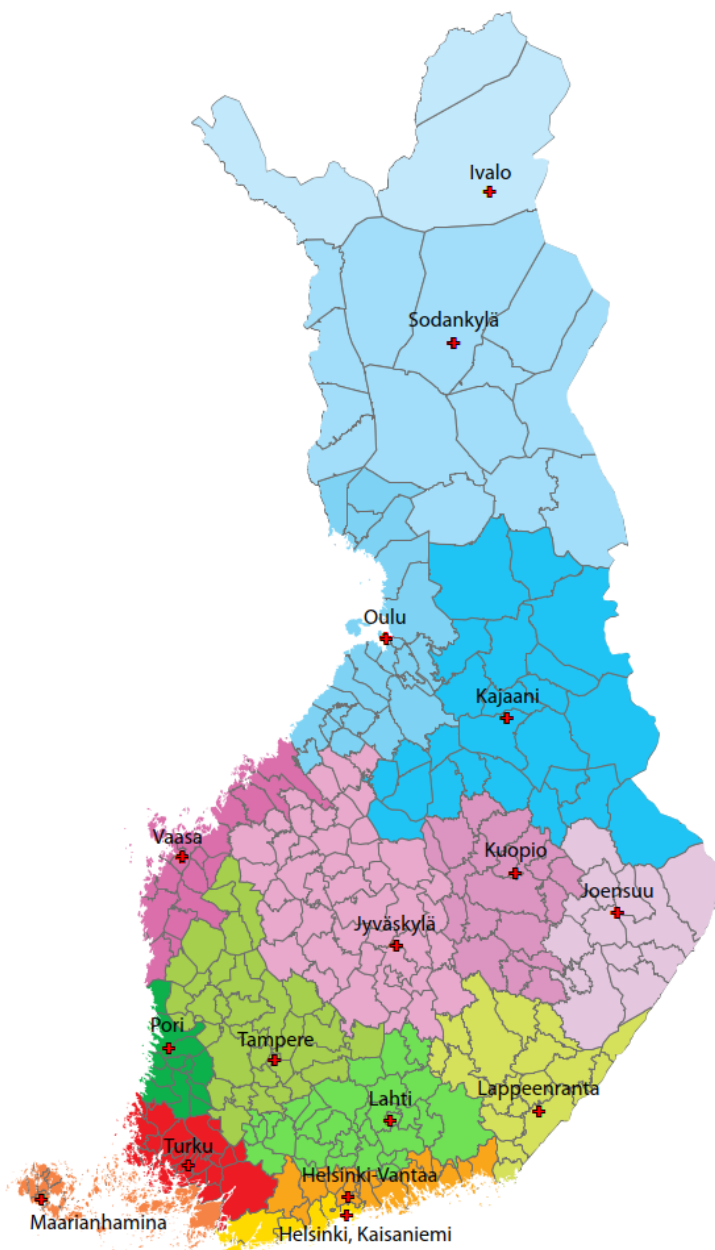 Ivalo
Sodankylä
Oulu
Kajaani
Vaasa
Kuopio
Joensuu
Jyväskylä
Pori
Tampere
Lappeenranta
Lahti
Turku
Helsinki-Vantaa
Maarianhamina
Helsinki, Kaisaniemi